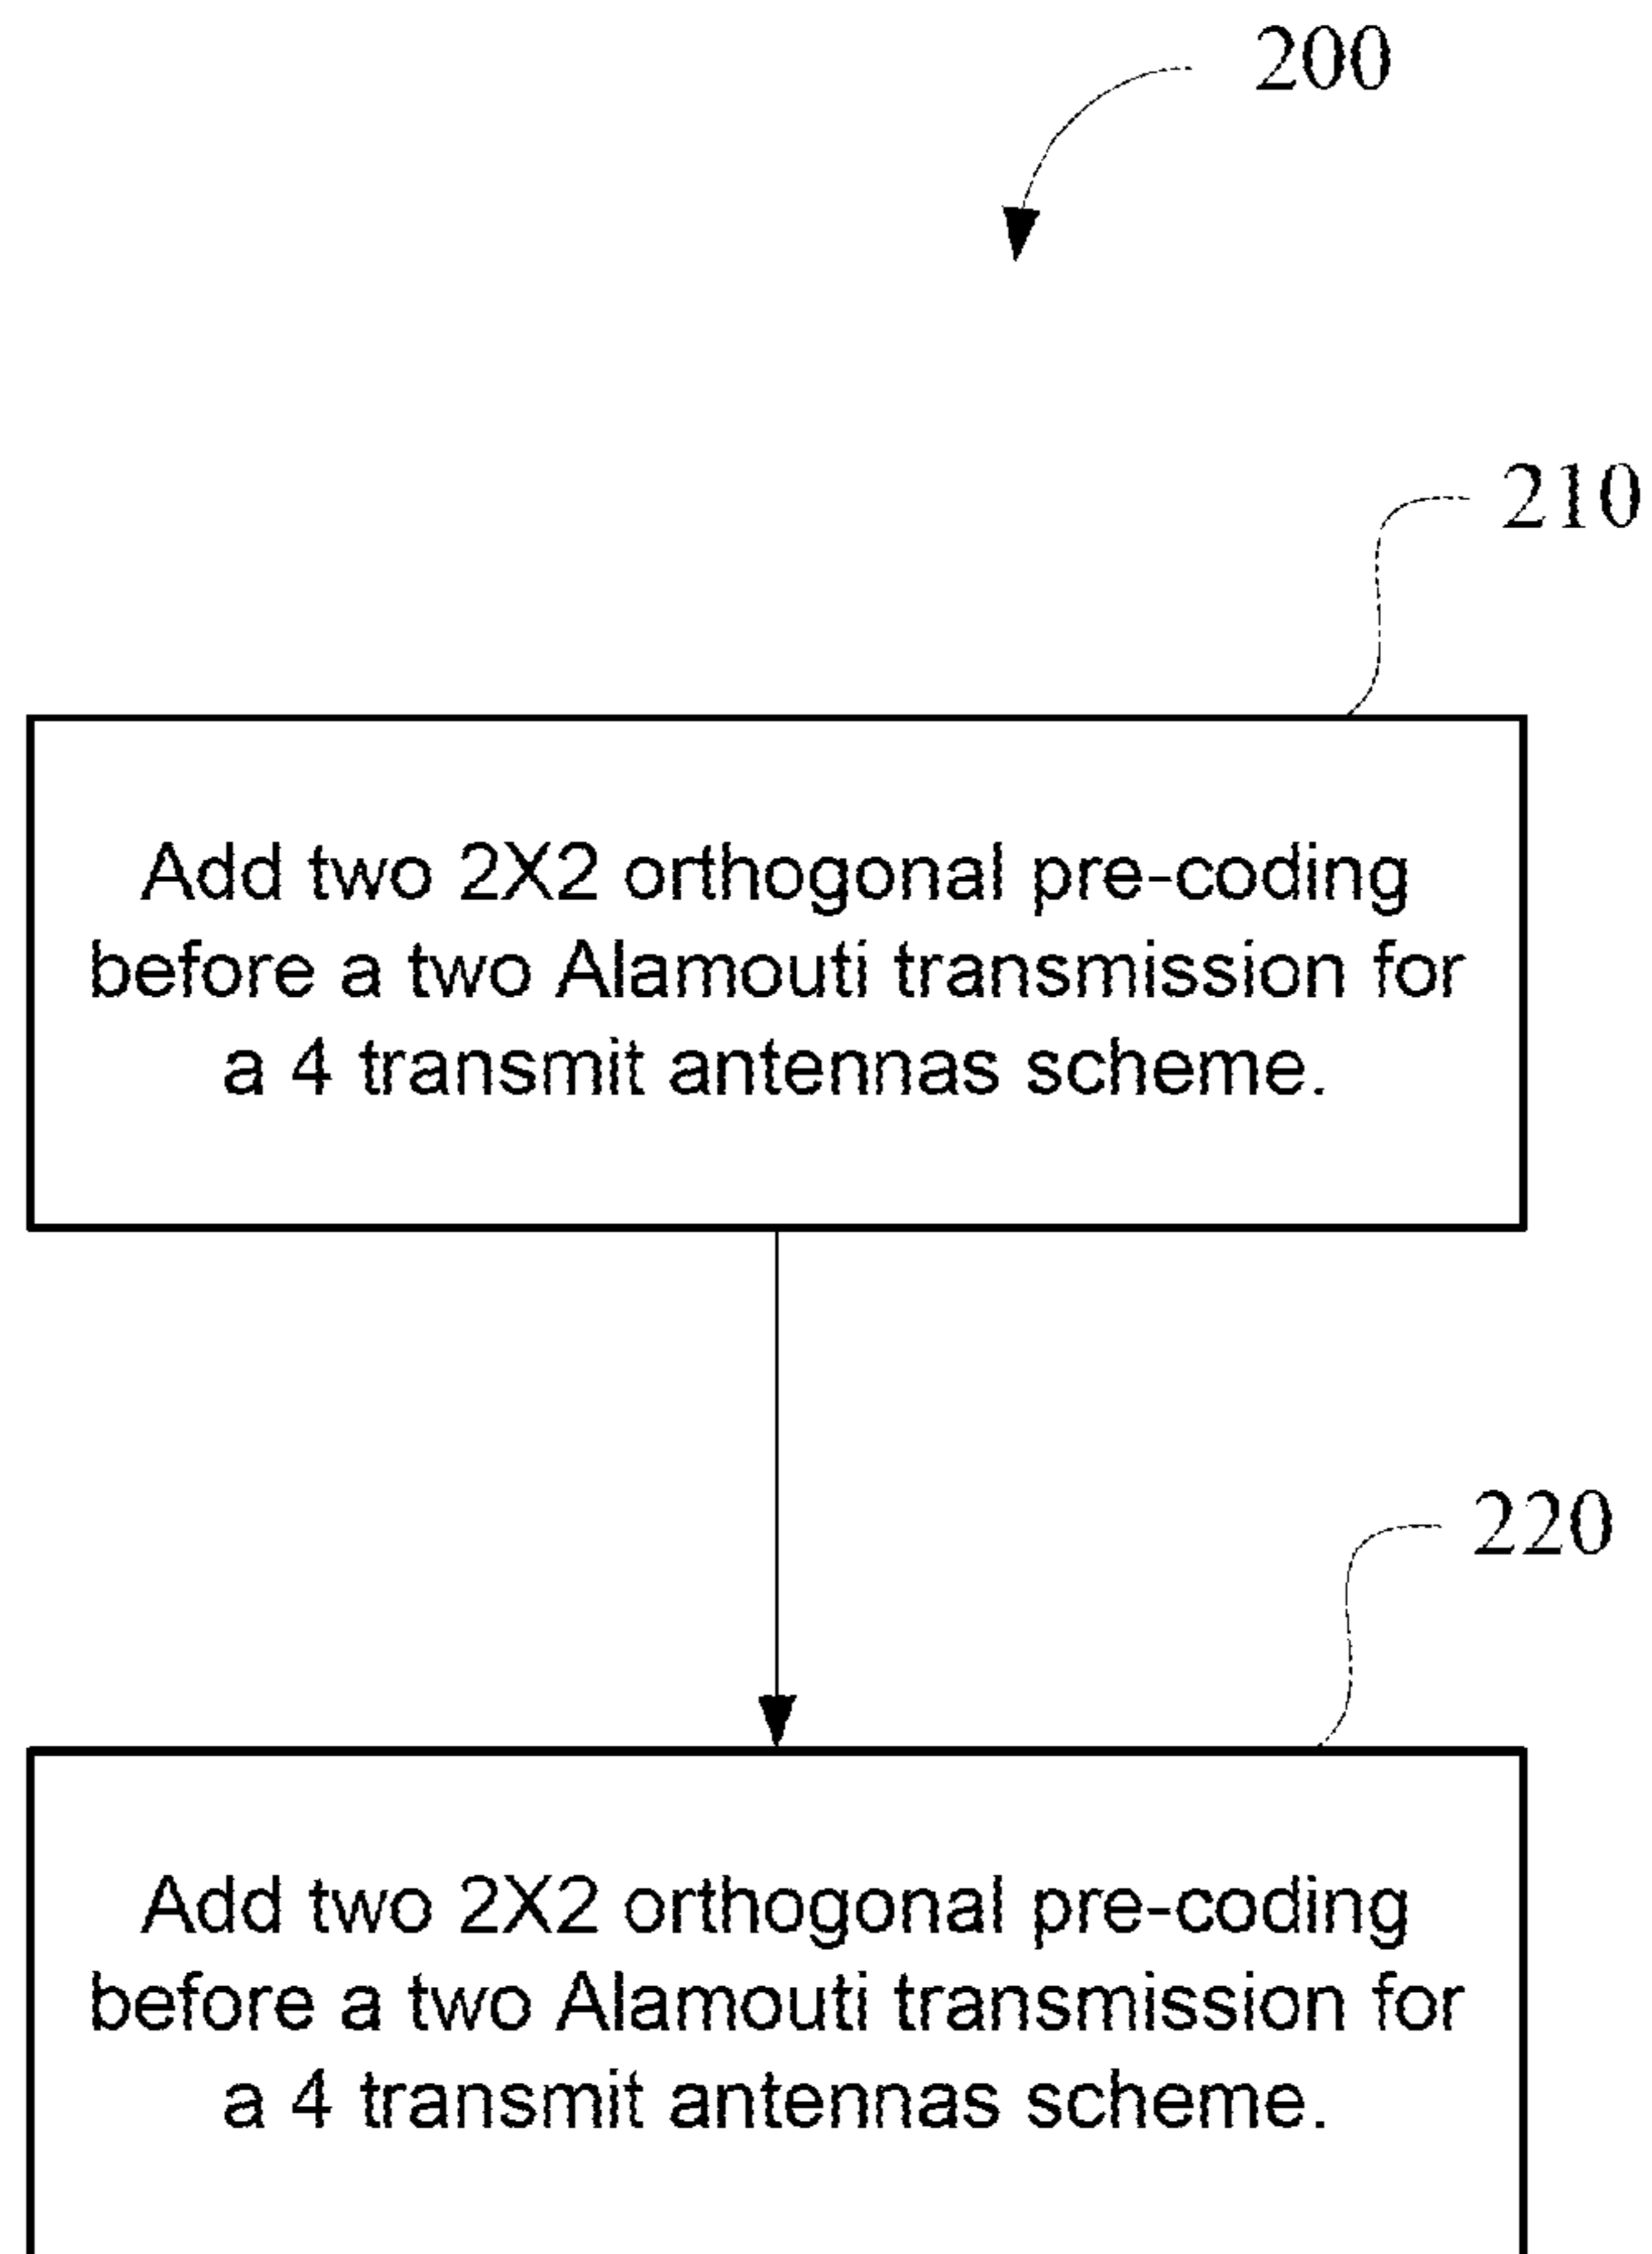 200
210
Add two 2X2 orthogonal pre-coding
before a two Alamouti transmission for
a 4 transmit antennas scheme.
220
Add two 2X2 orthogonal pre-coding
before a two Alamouti transmission for
a 4 transmit antennas scheme.